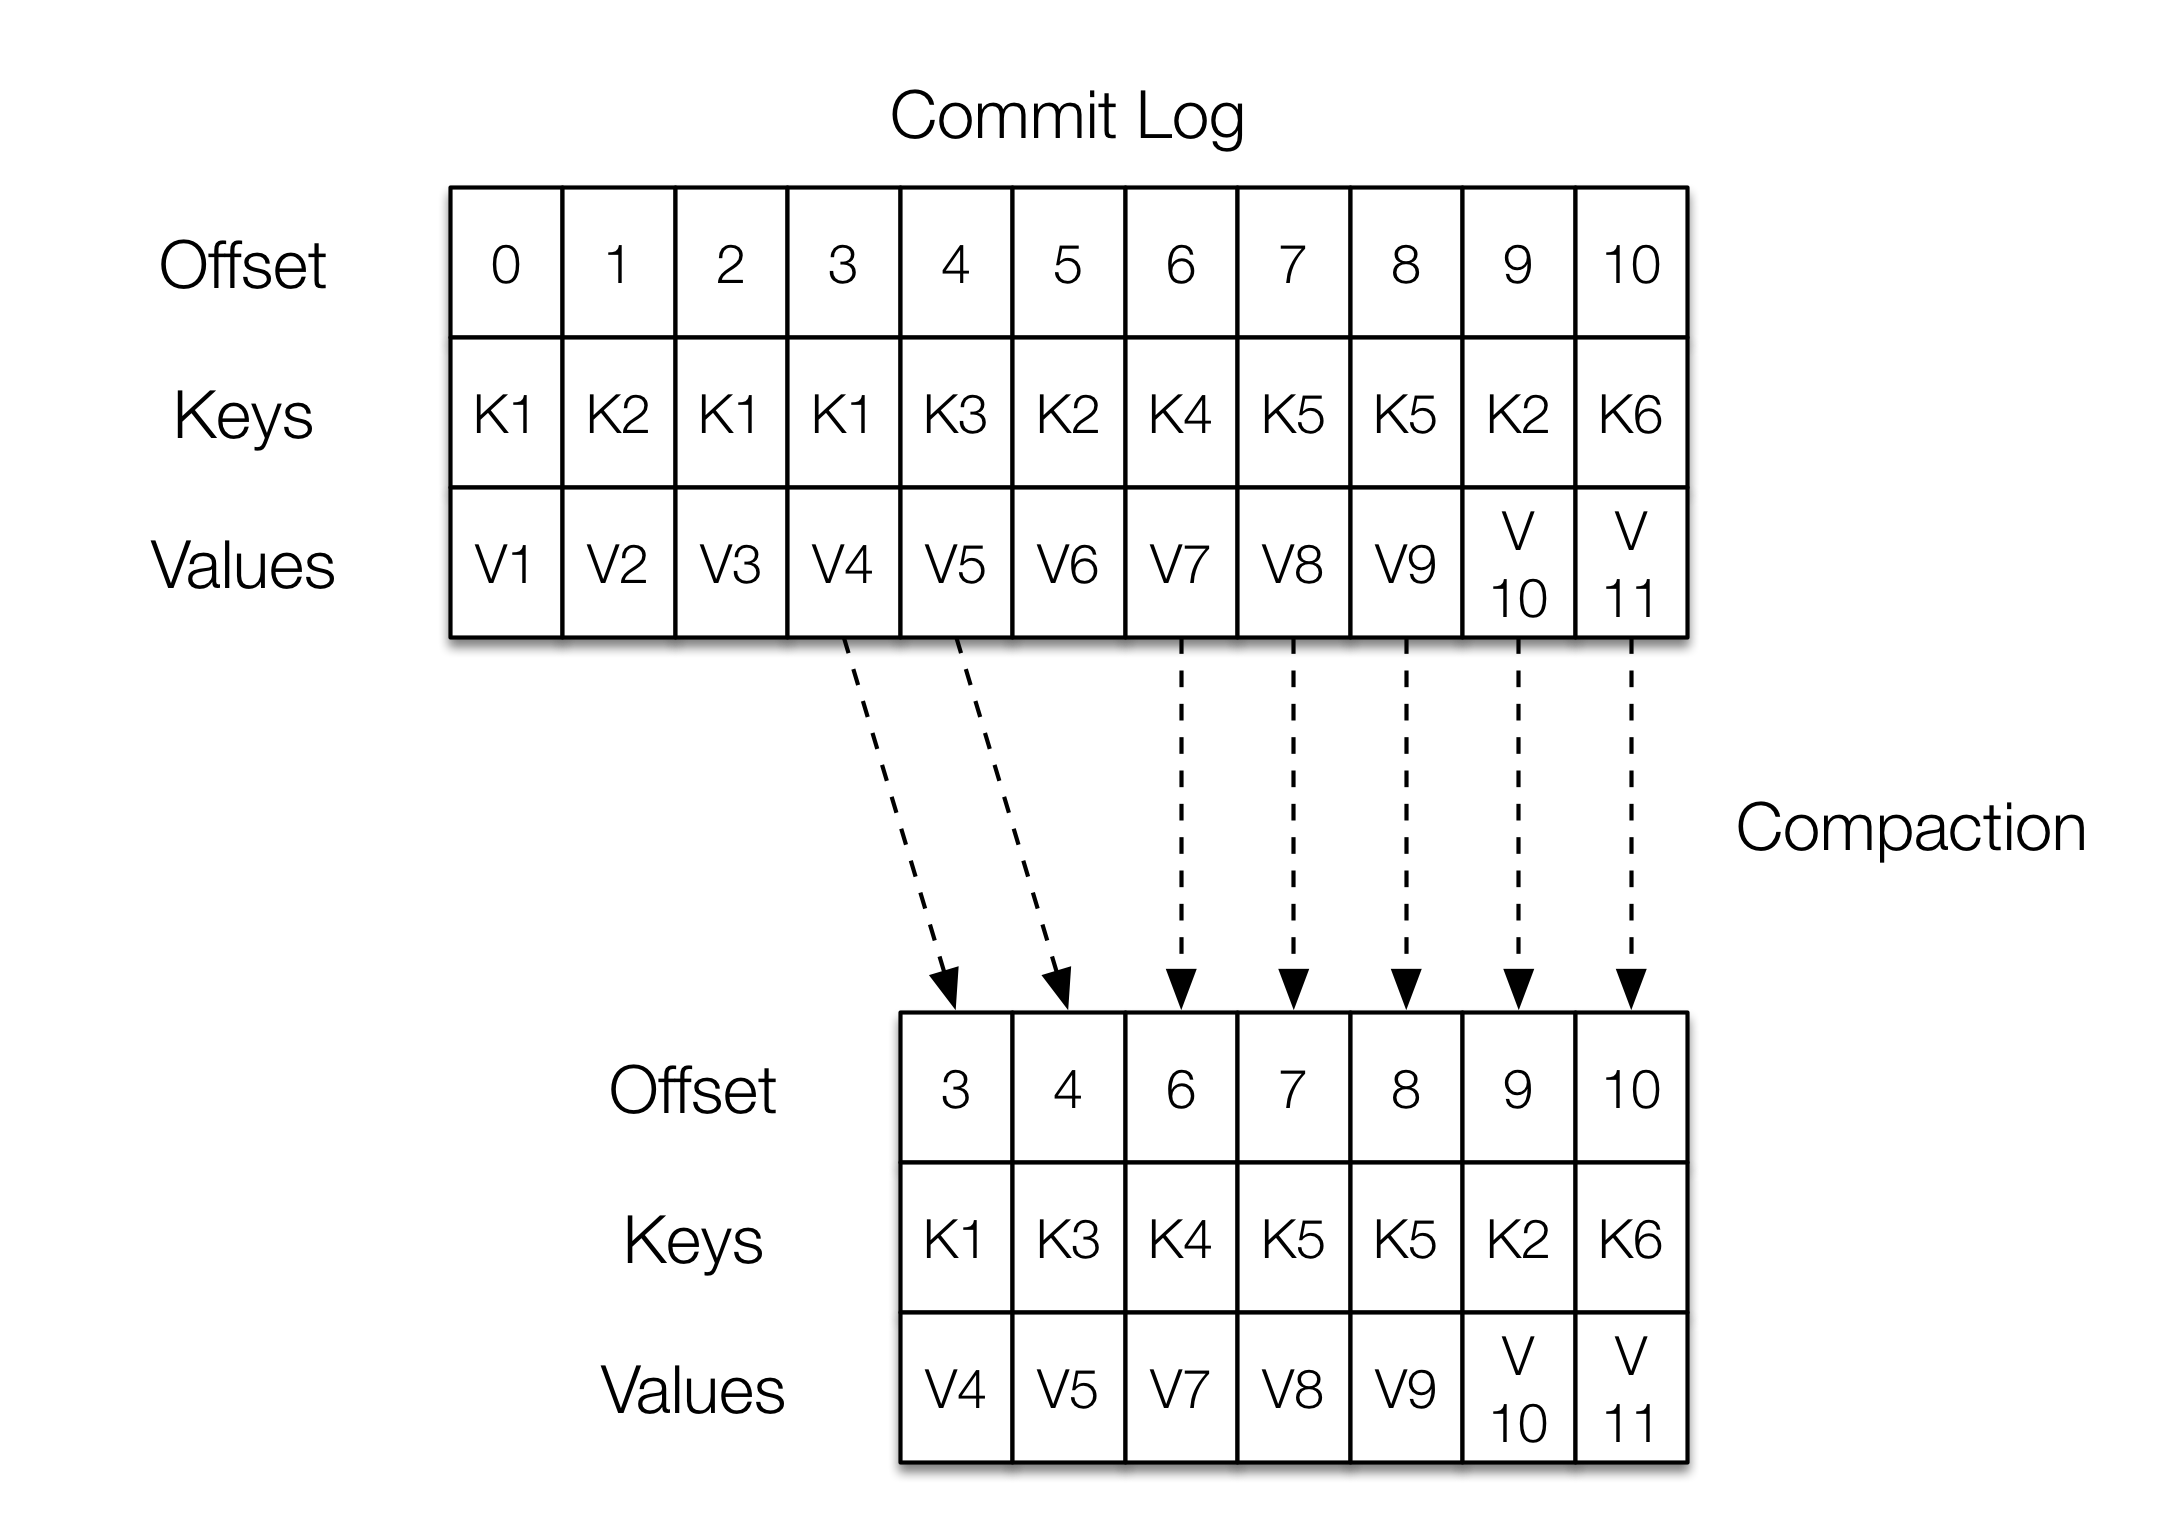 Commit Log
Offset 0 1 2 3 4 5 6 7 8 9 10
Keys K1 K2 K1 K1 K3 K2 K4 K5 K5 K2 K6
Values V1 V2 V3 V4 V5 V6 V7 V8 V9 V 10 V 11
Compaction
Offset 3 4 6 7 8 9 10
Keys K1 K3 K4 K5 K5 K2 K6
Values V4 V5 V7 V8 V9 V 10 V 11